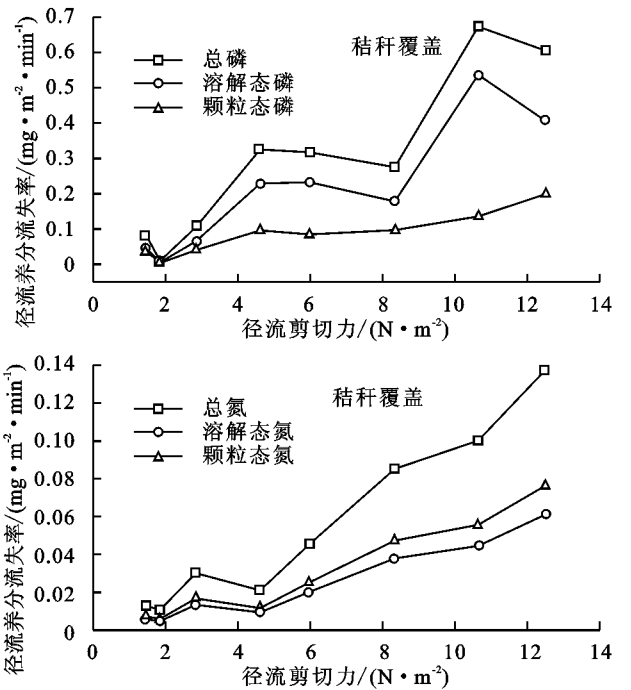 径流养分流失率/(mg·m⁻²·min⁻¹)
0.7
0.6
0.5
0.4
0.3
0.2
0.1
0
秸秆覆盖
总磷
溶解态磷
颗粒态磷
0 2 4 6 8 10 12 14
径流剪切力/(N·m⁻²)
径流养分流失率/(mg·m⁻²·min⁻¹)
0.14
0.12
0.10
0.08
0.06
0.04
0.02
0
秸秆覆盖
总氮
溶解态氮
颗粒态氮
0 2 4 6 8 10 12 14
径流剪切力/(N·m⁻²)